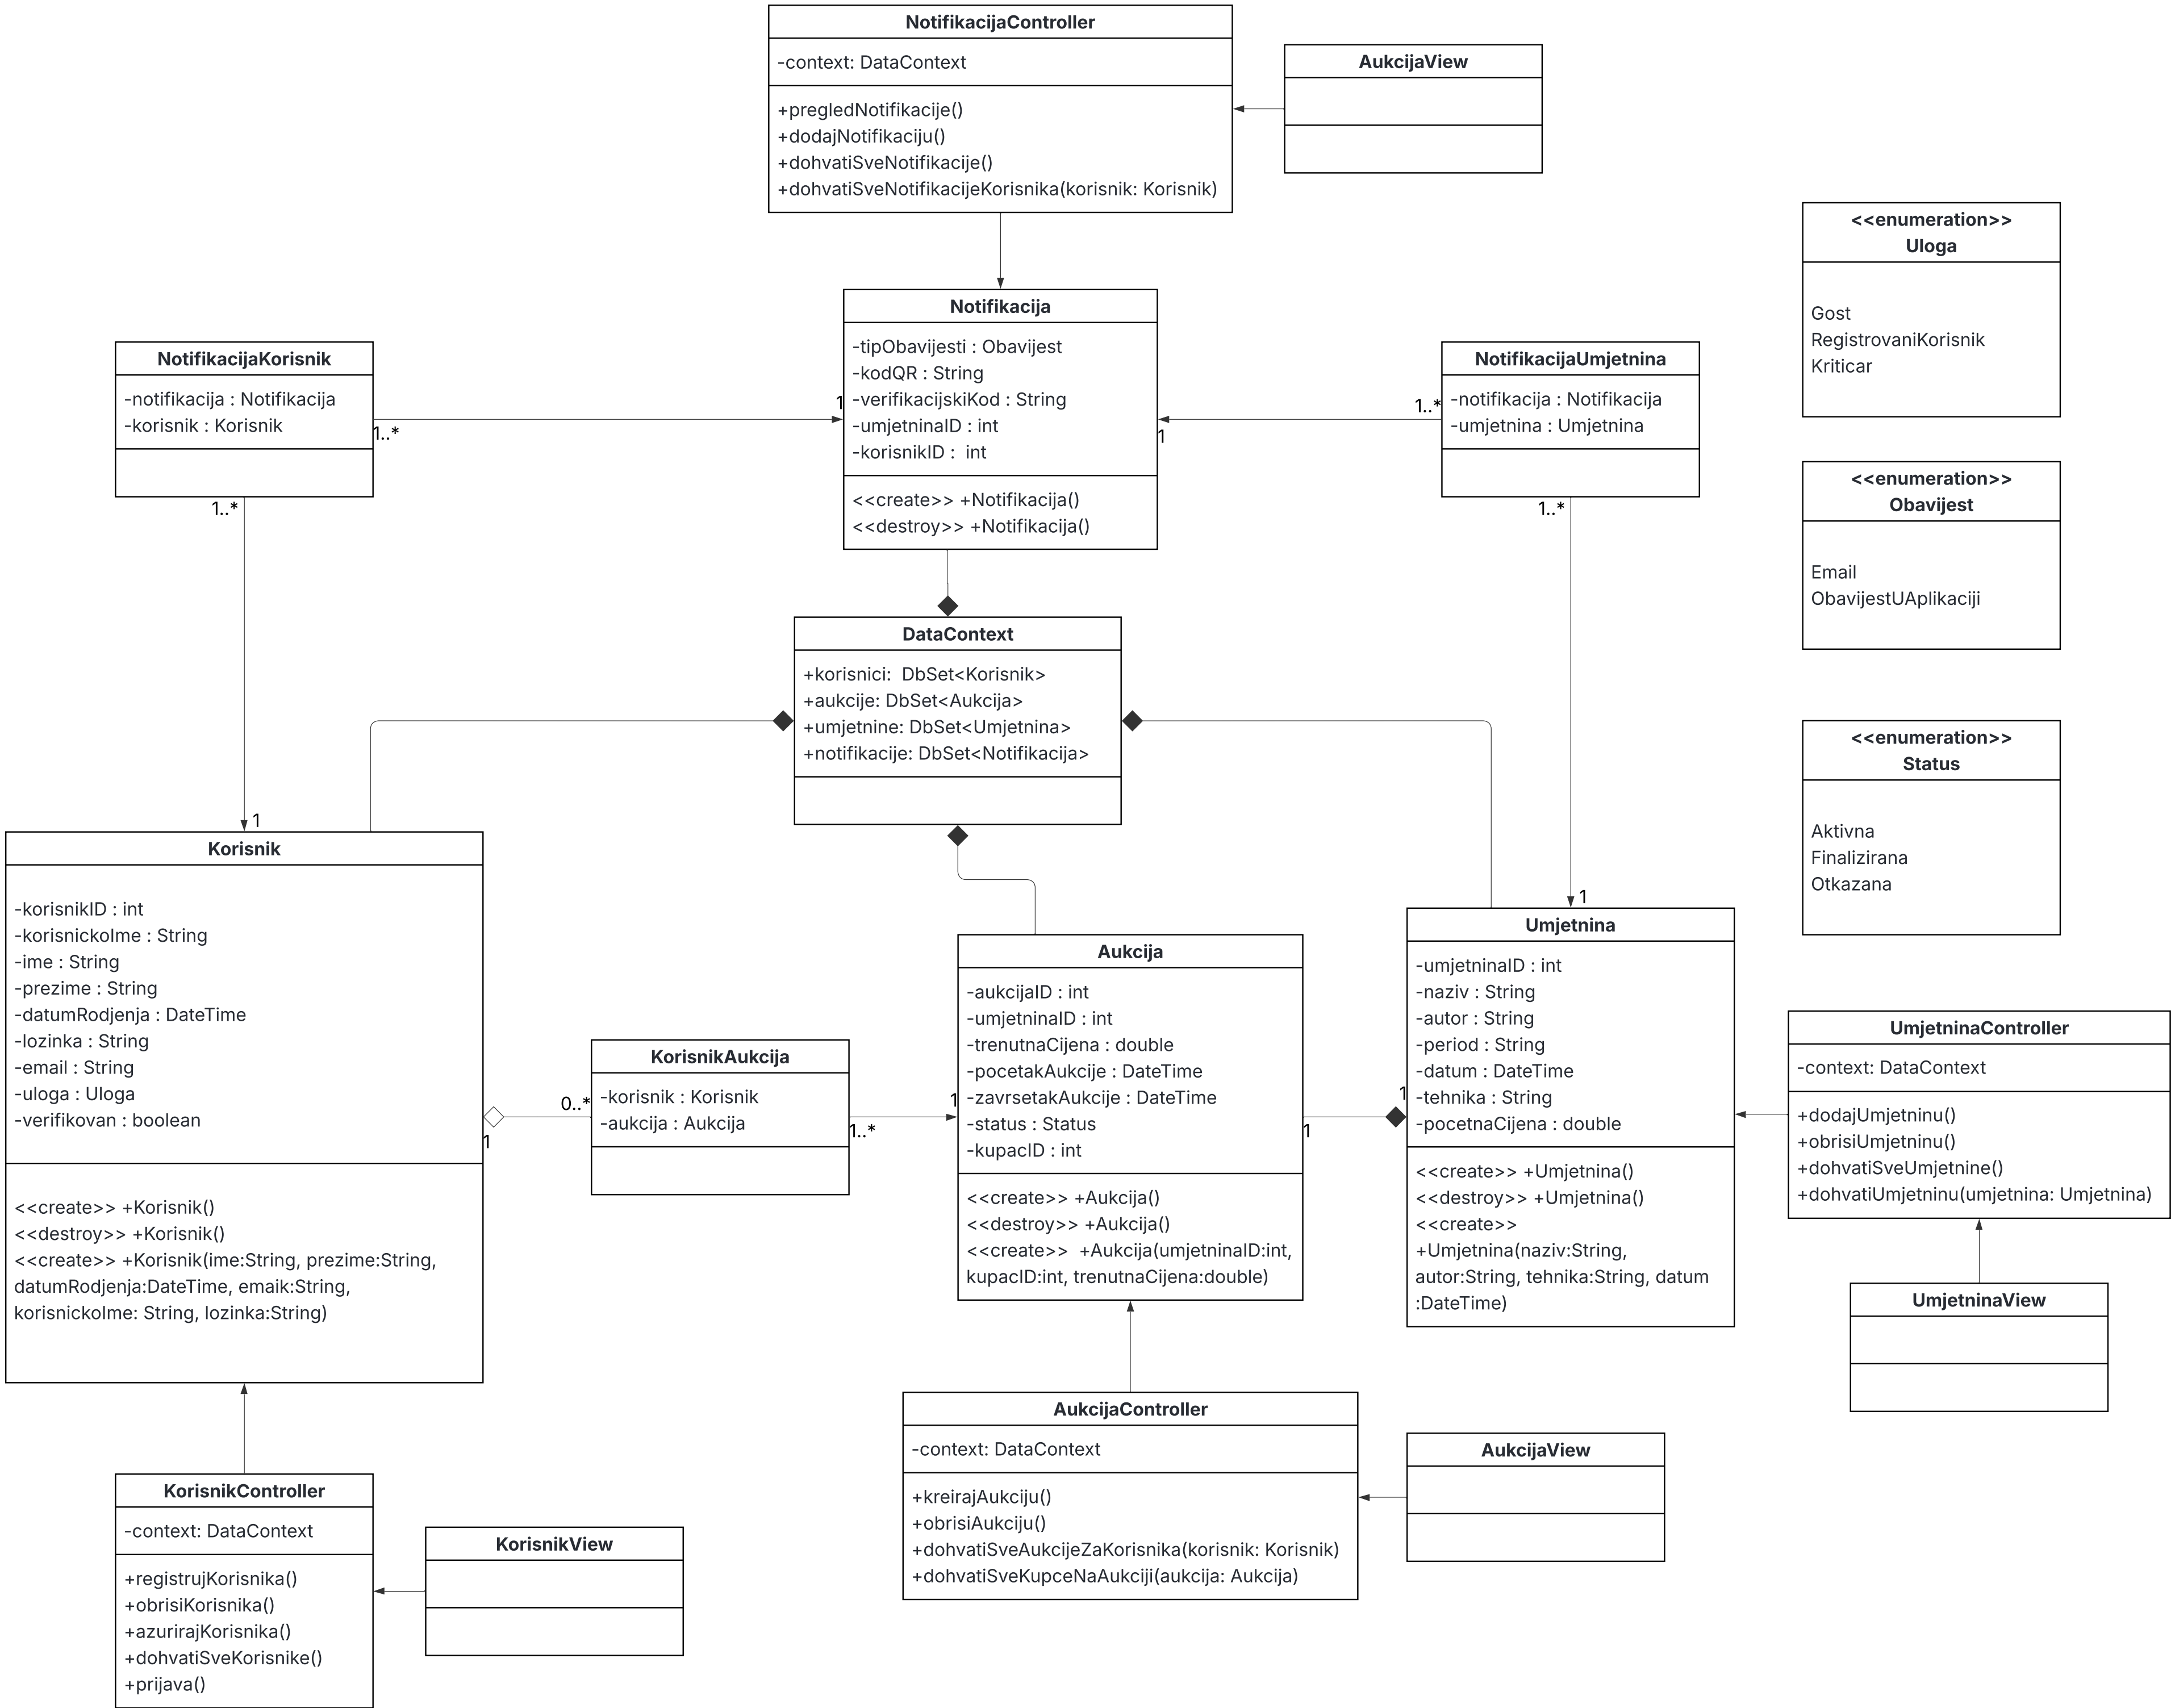 NotifikacijaController
-context: DataContext
+pregledNotifikacije()
+dodajNotifikaciju()
+dohvatiSveNotifikacije()
+dohvatiSveNotifikacijeKorisnika(korisnik: Korisnik)
AukcijaView
<<enumeration>>
Uloga
Gost
RegistrovaniKorisnik
Kriticar
Notifikacija
-tipObavijesti : Obavijest
-kodQR : String
-verifikacijskiKod : String
-umjetninaID : int
-korisnikID :  int
<<create>> +Notifikacija()
<<destroy>> +Notifikacija()
NotifikacijaKorisnik
-notifikacija : Notifikacija
-korisnik : Korisnik
1..*
1
1..*
1
NotifikacijaUmjetnina
-notifikacija : Notifikacija
-umjetnina : Umjetnina
1..*
1
1..*
1
<<enumeration>>
Obavijest
Email
ObavijestUAplikaciji
DataContext
+korisnici:  DbSet<Korisnik>
+aukcije: DbSet<Aukcija>
+umjetnine: DbSet<Umjetnina>
+notifikacije: DbSet<Notifikacija>
<<enumeration>>
Status
Aktivna
Finalizirana
Otkazana
Korisnik
-korisnikID : int
-korisnickoIme : String
-ime : String
-prezime : String
-datumRodjenja : DateTime
-lozinka : String
-email : String
-uloga : Uloga
-verifikovan : boolean
<<create>> +Korisnik()
<<destroy>> +Korisnik()
<<create>> +Korisnik(ime:String, prezime:String,
datumRodjenja:DateTime, emaik:String,
korisnickoIme: String, lozinka:String)
1
0..*
KorisnikAukcija
-korisnik : Korisnik
-aukcija : Aukcija
1..*
1
Aukcija
-aukcijaID : int
-umjetninaID : int
-trenutnaCijena : double
-pocetakAukcije : DateTime
-zavrsetakAukcije : DateTime
-status : Status
-kupacID : int
<<create>> +Aukcija()
<<destroy>> +Aukcija()
<<create>>  +Aukcija(umjetninaID:int,
kupacID:int, trenutnaCijena:double)
1
1
Umjetnina
-umjetninaID : int
-naziv : String
-autor : String
-period : String
-datum : DateTime
-tehnika : String
-pocetnaCijena : double
<<create>> +Umjetnina()
<<destroy>> +Umjetnina()
<<create>>
+Umjetnina(naziv:String,
autor:String, tehnika:String, datum
:DateTime)
UmjetninaController
-context: DataContext
+dodajUmjetninu()
+obrisiUmjetninu()
+dohvatiSveUmjetnine()
+dohvatiUmjetninu(umjetnina: Umjetnina)
UmjetninaView
AukcijaController
-context: DataContext
+kreirajAukciju()
+obrisiAukciju()
+dohvatiSveAukcijeZaKorisnika(korisnik: Korisnik)
+dohvatiSveKupceNaAukciji(aukcija: Aukcija)
AukcijaView
KorisnikController
-context: DataContext
+registrujKorisnika()
+obrisiKorisnika()
+azurirajKorisnika()
+dohvatiSveKorisnike()
+prijava()
KorisnikView